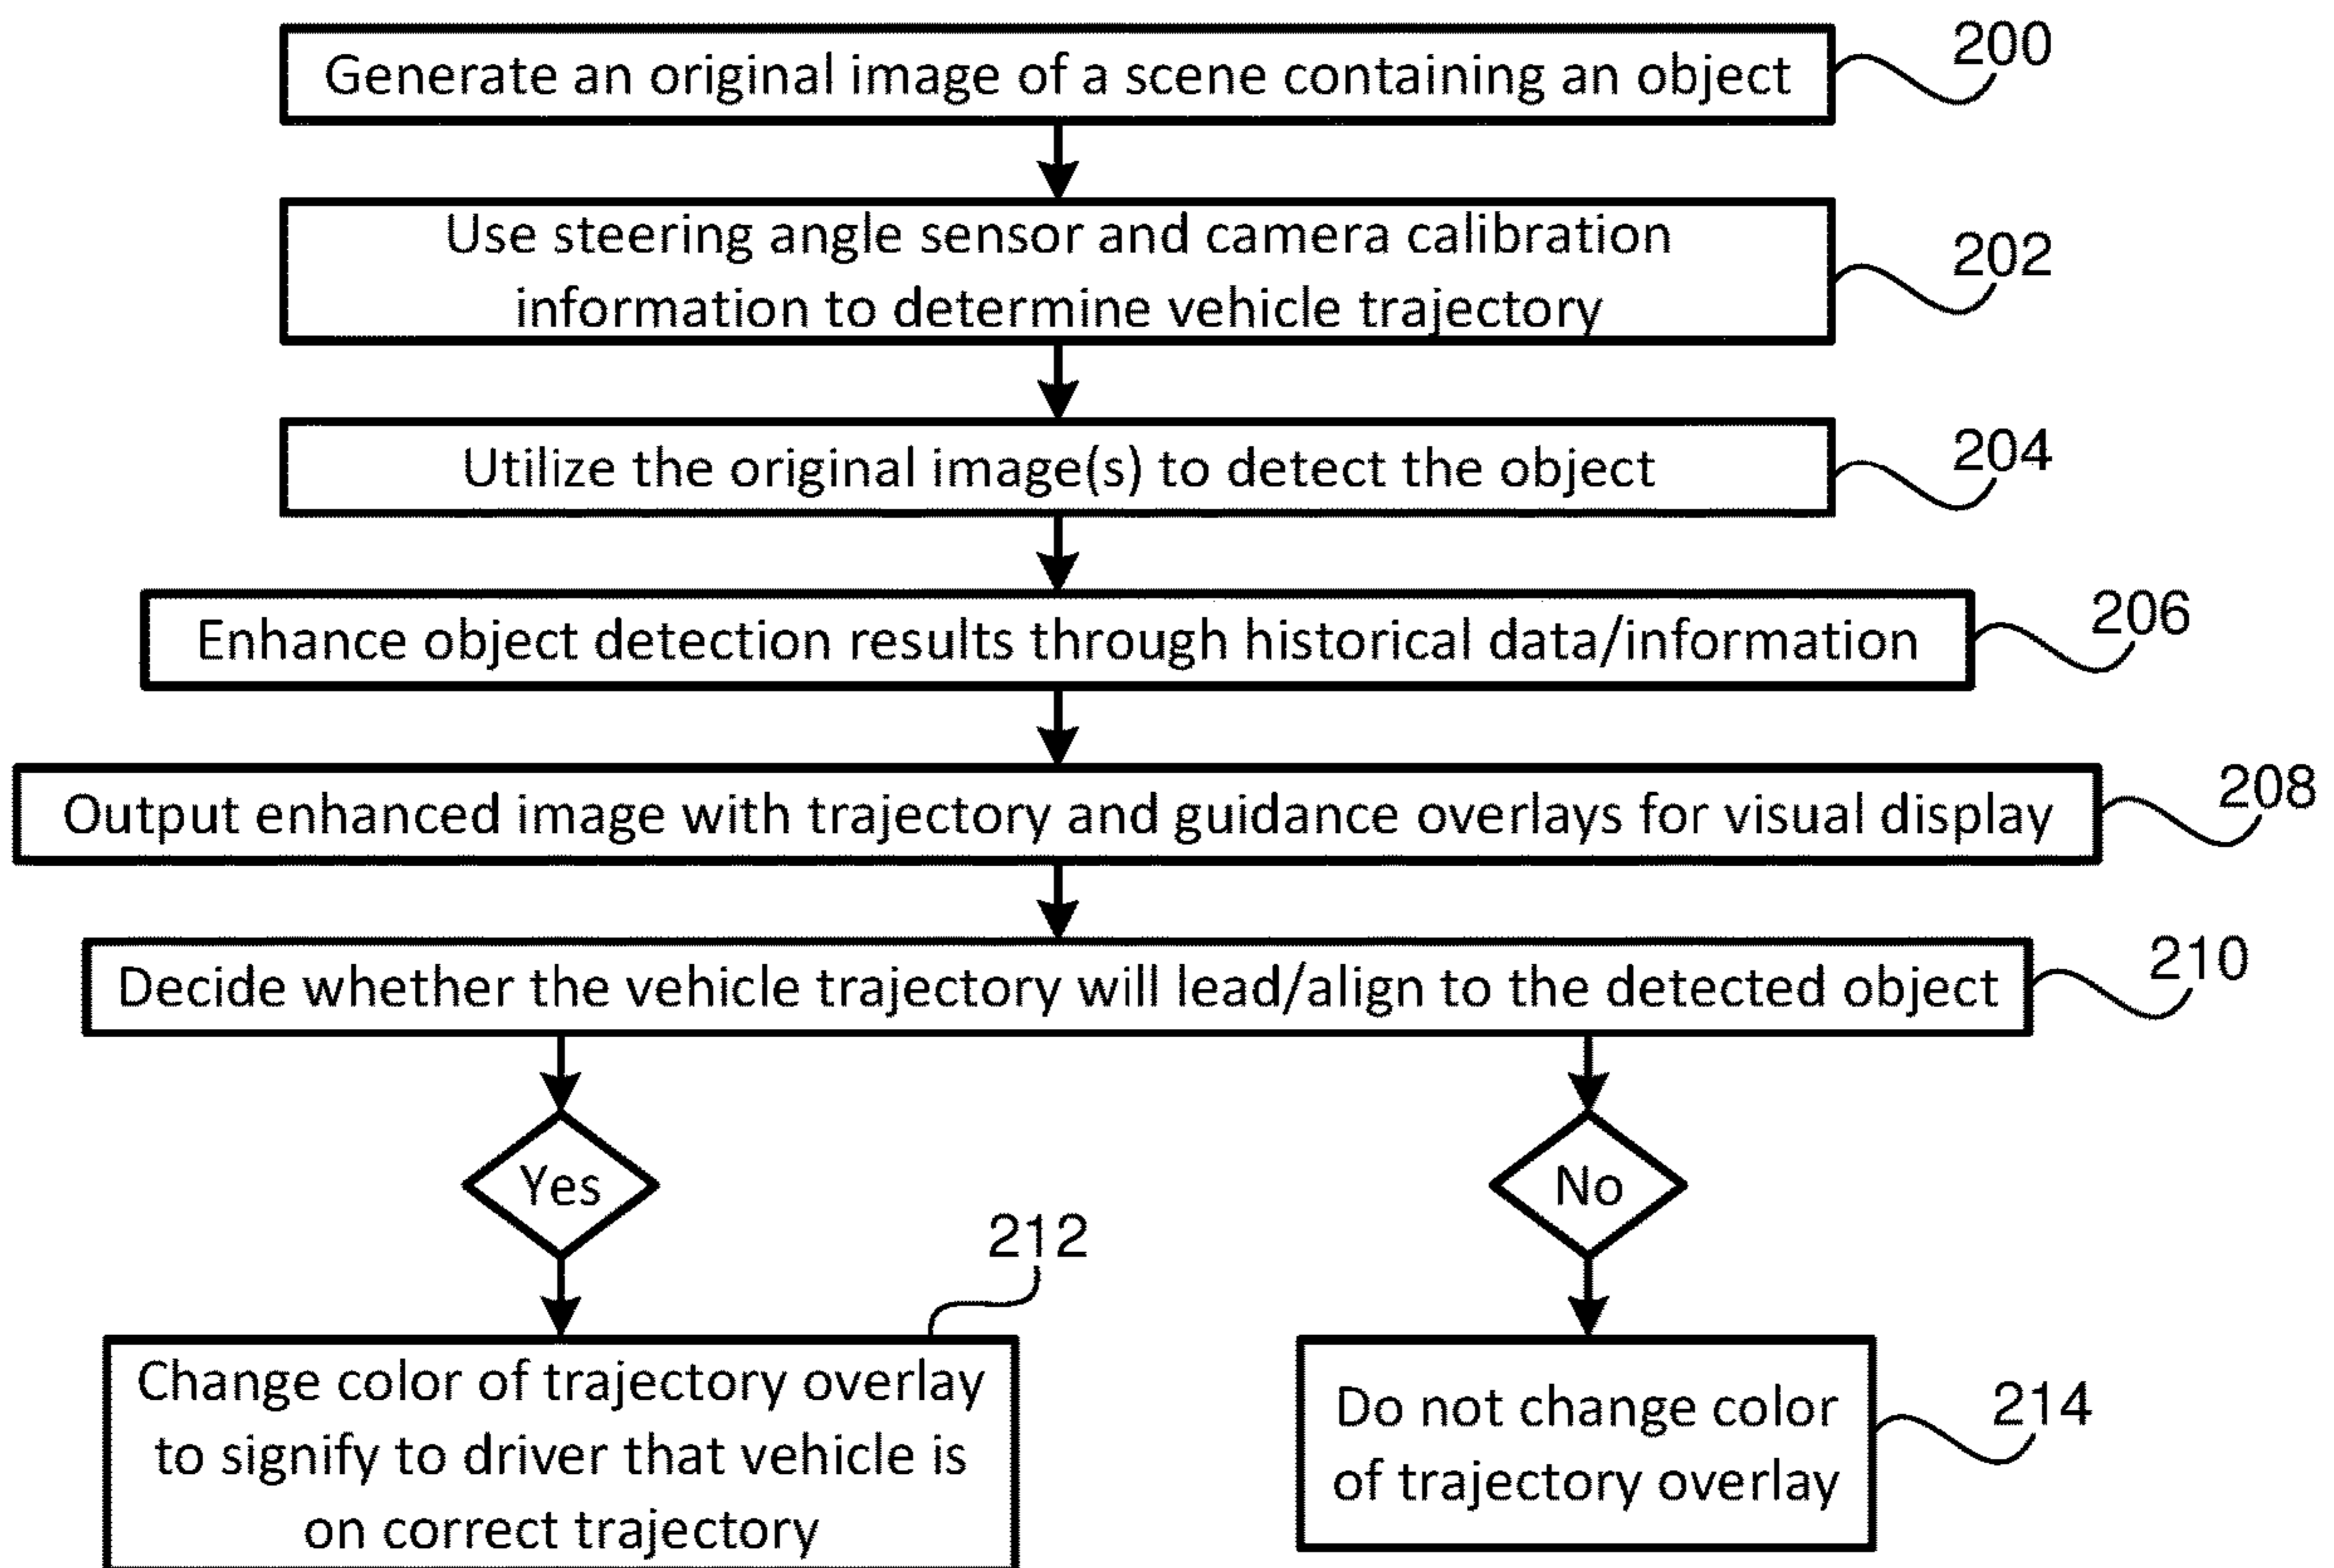 Generate an original image of a scene containing an object
200
Use steering angle sensor and camera calibration
information to determine vehicle trajectory
202
Utilize the original image(s) to detect the object
204
Enhance object detection results through historical data/information
206
Output enhanced image with trajectory and guidance overlays for visual display
208
Decide whether the vehicle trajectory will lead/align to the detected object
210
Yes
No
212
Change color of trajectory overlay
to signify to driver that vehicle is
on correct trajectory
Do not change color
of trajectory overlay
214